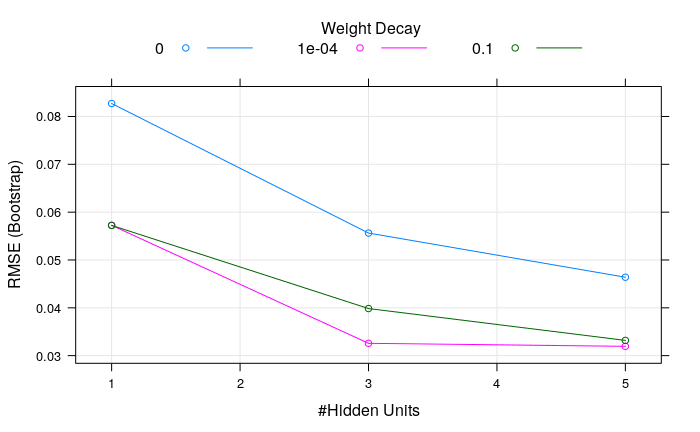 Weight Decay
0 1e-04 0.1
0.08
0.07
0.06
0.05
0.04
0.03
RMSE (Bootstrap)
1 2 3 4 5
#Hidden Units